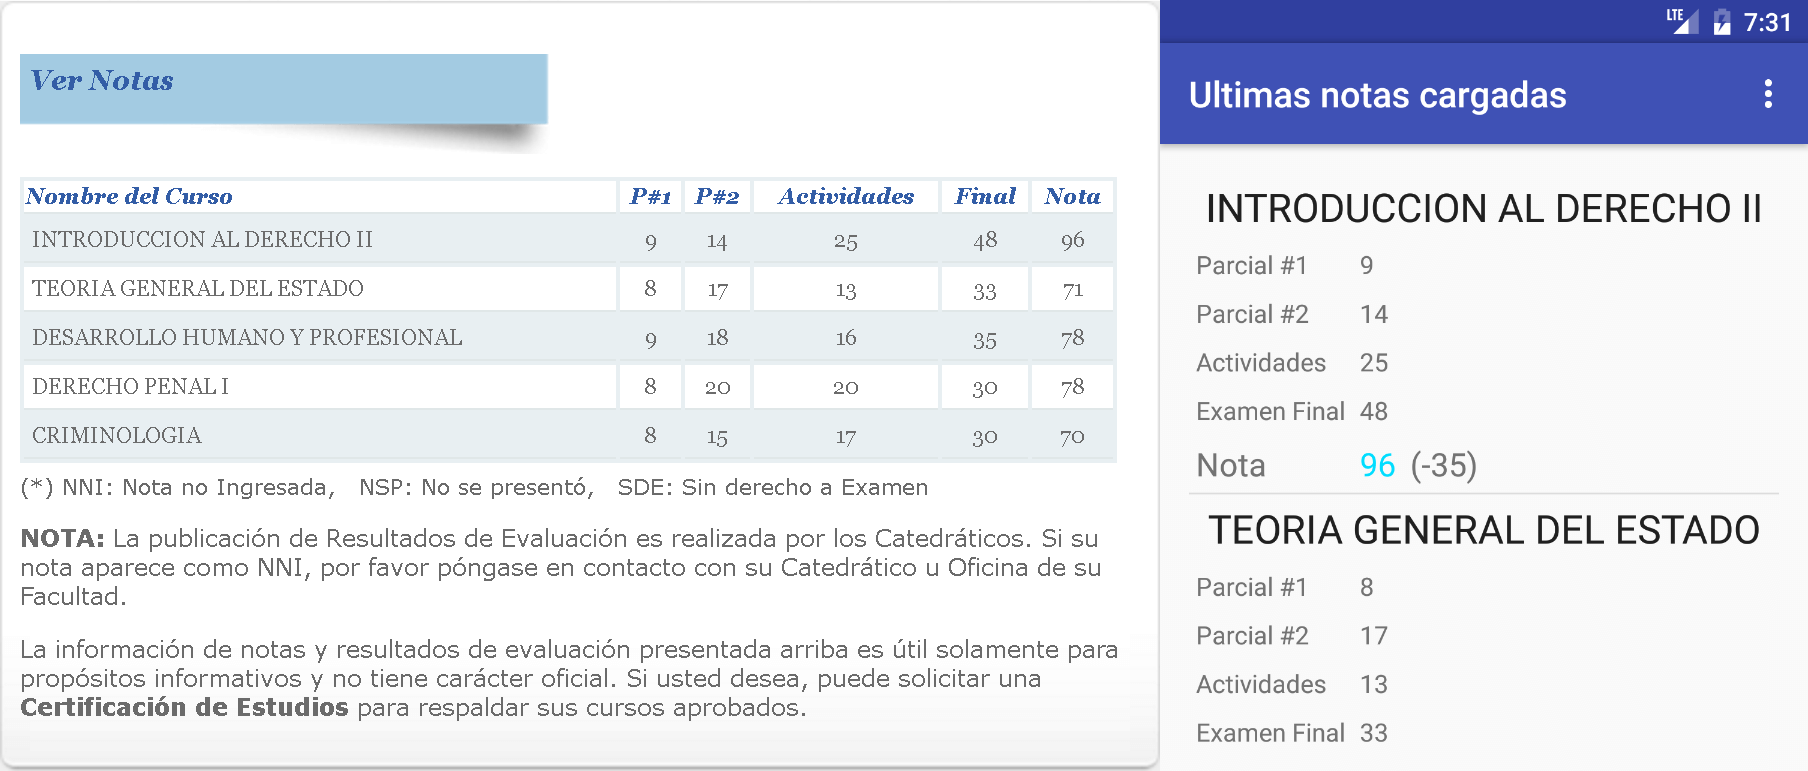 Ver Notas
Nombre del Curso P#1 P#2 Actividades Final Nota
INTRODUCCION AL DERECHO II 9 14 25 48 96
TEORIA GENERAL DEL ESTADO 8 17 13 33 71
DESARROLLO HUMANO Y PROFESIONAL 9 18 16 35 78
DERECHO PENAL I 8 20 20 30 78
CRIMINOLOGIA 8 15 17 30 70
(*) NNI: Nota no Ingresada, NSP: No se presentó, SDE: Sin derecho a Examen
NOTA: La publicación de Resultados de Evaluación es realizada por los Catedráticos. Si su
nota aparece como NNI, por favor póngase en contacto con su Catedrático u Oficina de su
Facultad.
La información de notas y resultados de evaluación presentada arriba es útil solamente para
propósitos informativos y no tiene carácter oficial. Si usted desea, puede solicitar una
Certificación de Estudios para respaldar sus cursos aprobados.
LTE 7:31
Ultimas notas cargadas
INTRODUCCION AL DERECHO II
Parcial #1 9
Parcial #2 14
Actividades 25
Examen Final 48
Nota 96 (-35)
TEORIA GENERAL DEL ESTADO
Parcial #1 8
Parcial #2 17
Actividades 13
Examen Final 33